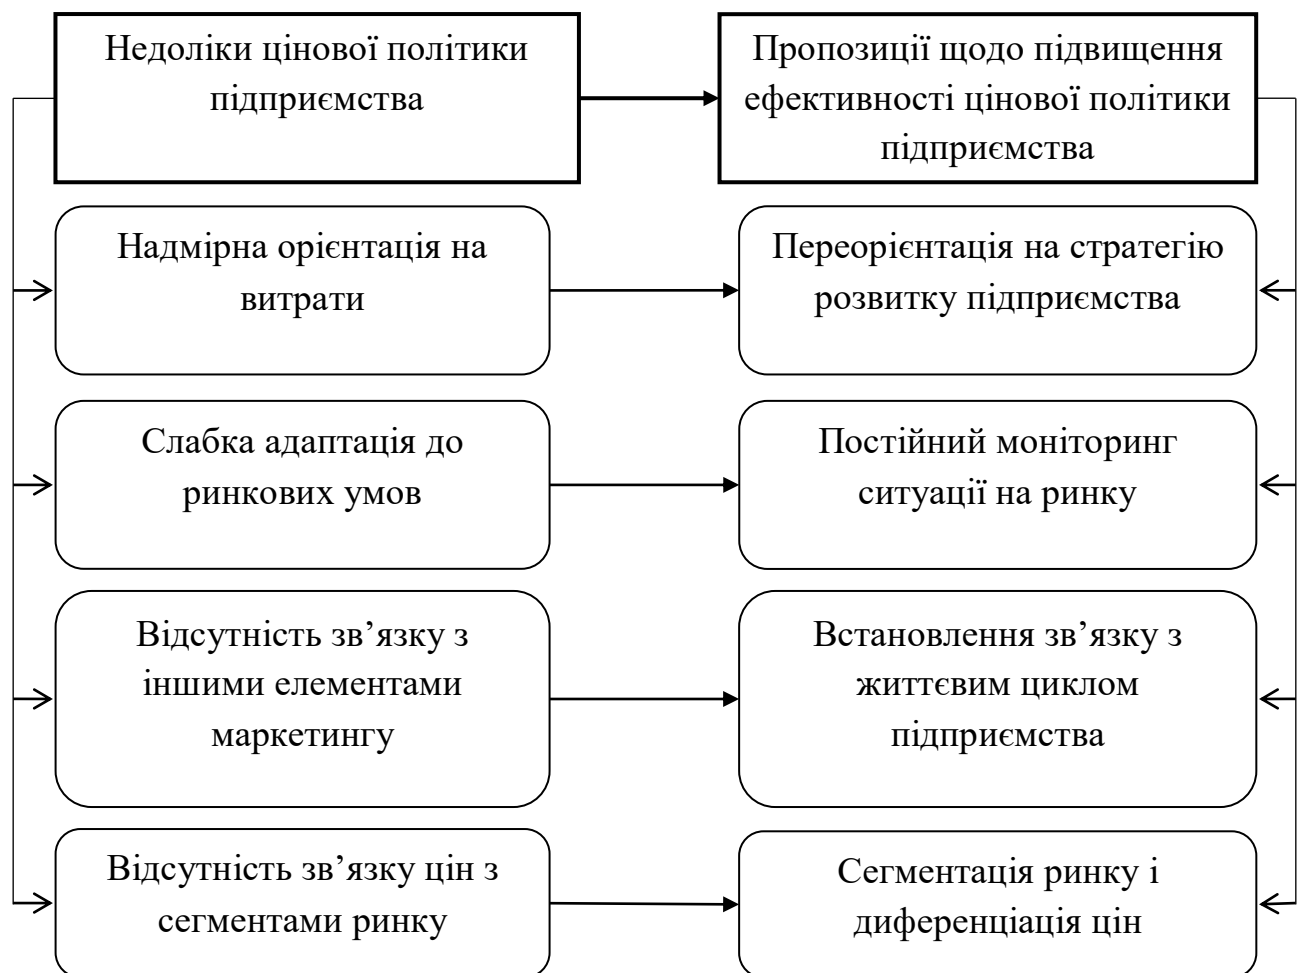 Недоліки цінової політики
підприємства
Пропозиції щодо підвищення
ефективності цінової політики
підприємства
Надмірна орієнтація на
витрати
Переорієнтація на стратегію
розвитку підприємства
Слабка адаптація до
ринкових умов
Постійний моніторинг
ситуації на ринку
Відсутність зв’язку з
іншими елементами
маркетингу
Встановлення зв’язку з
життєвим циклом
підприємства
Відсутність зв’язку цін з
сегментами ринку
Сегментація ринку і
диференціація цін